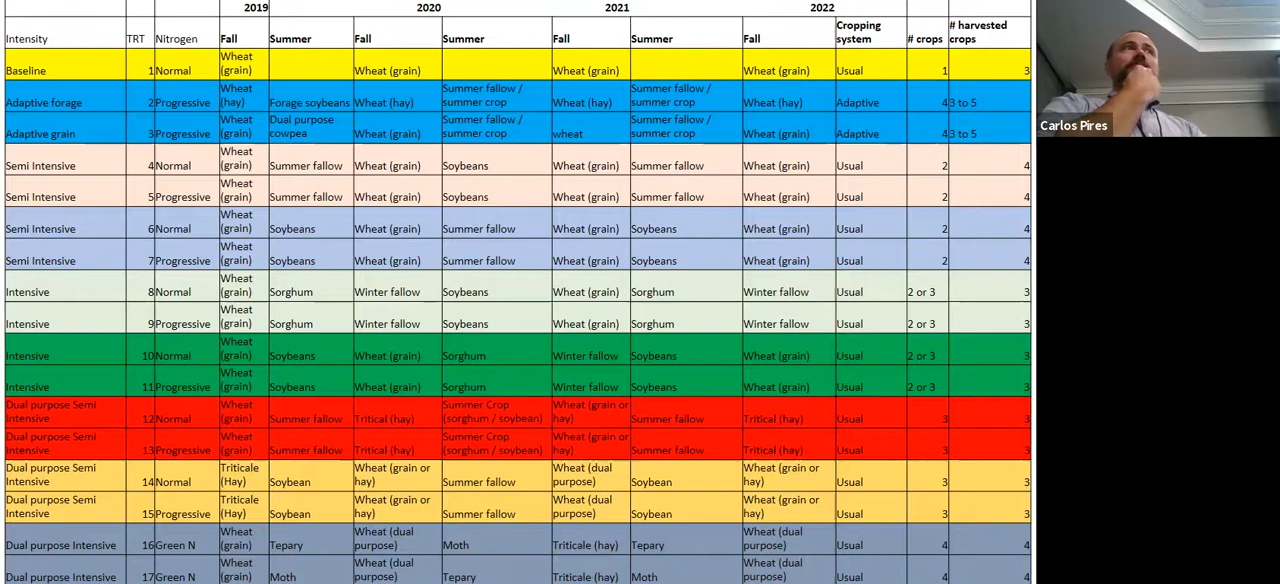 2019 2020 2021 2022
Intensity TRT Nitrogen Fall Summer Fall Summer Fall Summer Fall Cropping system # crops # harvested crops
Baseline 1 Normal Wheat (grain) Wheat (grain) Wheat (grain) Wheat (grain) Usual 1 3
Adaptive forage 2 Progressive Wheat (hay) Forage soybeans Wheat (hay) Summer fallow / summer crop Wheat (hay) Summer fallow / summer crop Wheat (hay) Adaptive 4 3 to 5
Adaptive grain 3 Progressive Wheat (grain) Dual purpose cowpea Wheat (grain) Summer fallow / summer crop wheat Summer fallow / summer crop Wheat (grain) Adaptive 4 3 to 5
Semi Intensive 4 Normal Wheat (grain) Summer fallow Wheat (grain) Soybeans Wheat (grain) Summer fallow Wheat (grain) Usual 2 4
Semi Intensive 5 Progressive Wheat (grain) Summer fallow Wheat (grain) Soybeans Wheat (grain) Summer fallow Wheat (grain) Usual 2 4
Semi Intensive 6 Normal Wheat (grain) Soybeans Wheat (grain) Summer fallow Wheat (grain) Soybeans Wheat (grain) Usual 2 4
Semi Intensive 7 Progressive Wheat (grain) Soybeans Wheat (grain) Summer fallow Wheat (grain) Soybeans Wheat (grain) Usual 2 4
Intensive 8 Normal Wheat (grain) Sorghum Winter fallow Soybeans Wheat (grain) Sorghum Winter fallow Usual 2 or 3 3
Intensive 9 Progressive Wheat (grain) Sorghum Winter fallow Soybeans Wheat (grain) Sorghum Winter fallow Usual 2 or 3 3
Intensive 10 Normal Wheat (grain) Soybeans Wheat (grain) Sorghum Winter fallow Soybeans Wheat (grain) Usual 2 or 3 3
Intensive 11 Progressive Wheat (grain) Soybeans Wheat (grain) Sorghum Winter fallow Soybeans Wheat (grain) Usual 2 or 3 3
Dual purpose Semi Intensive 12 Normal Wheat (grain) Summer fallow Tritical (hay) Summer Crop (sorghum / soybean) Wheat (grain or hay) Summer fallow Tritical (hay) Usual 3 3
Dual purpose Semi Intensive 13 Progressive Wheat (grain) Summer fallow Tritical (hay) Summer Crop (sorghum / soybean) Wheat (grain or hay) Summer fallow Tritical (hay) Usual 3 3
Dual purpose Semi Intensive 14 Normal Triticale (Hay) Soybean Wheat (grain or hay) Summer fallow Wheat (dual purpose) Soybean Wheat (grain or hay) Usual 3 3
Dual purpose Semi Intensive 15 Progressive Triticale (Hay) Soybean Wheat (grain or hay) Summer fallow Wheat (dual purpose) Soybean Wheat (grain or hay) Usual 3 3
Dual purpose Intensive 16 Green N Wheat (grain) Tepary Wheat (dual purpose) Moth Triticale (hay) Tepary Wheat (dual purpose) Usual 4 4
Dual purpose Intensive 17 Green N Wheat (grain) Moth Wheat (dual purpose) Tepary Triticale (hay) Moth Wheat (dual purpose) Usual 4 4
Carlos Pires